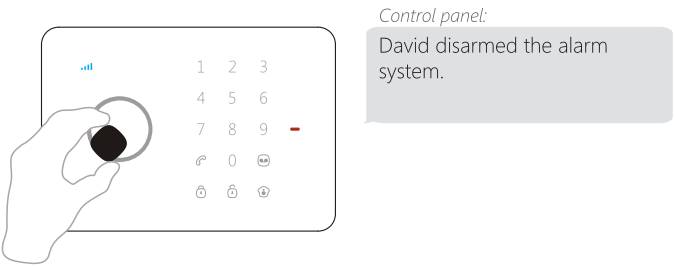 Control panel:
David disarmed the alarm
system.
1 2 3
4 5 6
7 8 9
0